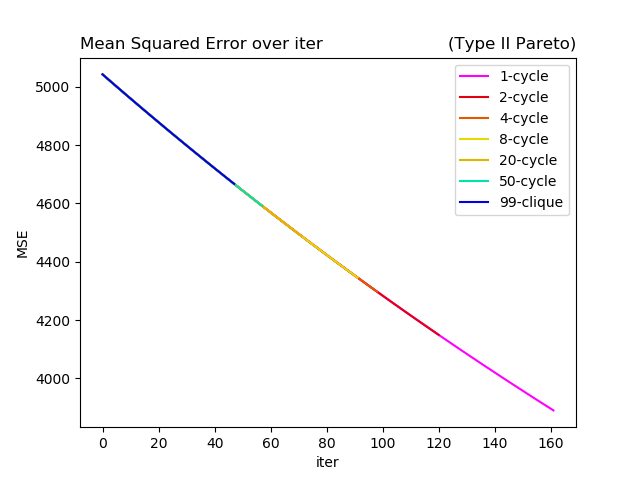 Mean Squared Error over iter (Type II Pareto)
5000
4800
4600
4400
4200
4000
MSE
1-cycle
2-cycle
4-cycle
8-cycle
20-cycle
50-cycle
99-clique
0 20 40 60 80 100 120 140 160
iter